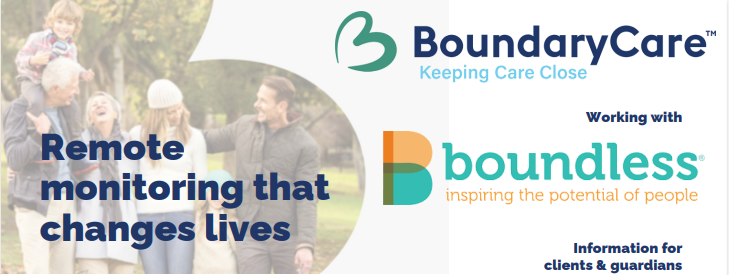 BoundaryCare™
Keeping Care Close
Working with
boundless®
inspiring the potential of people
Remote
monitoring that
changes lives
Information for
clients & guardians